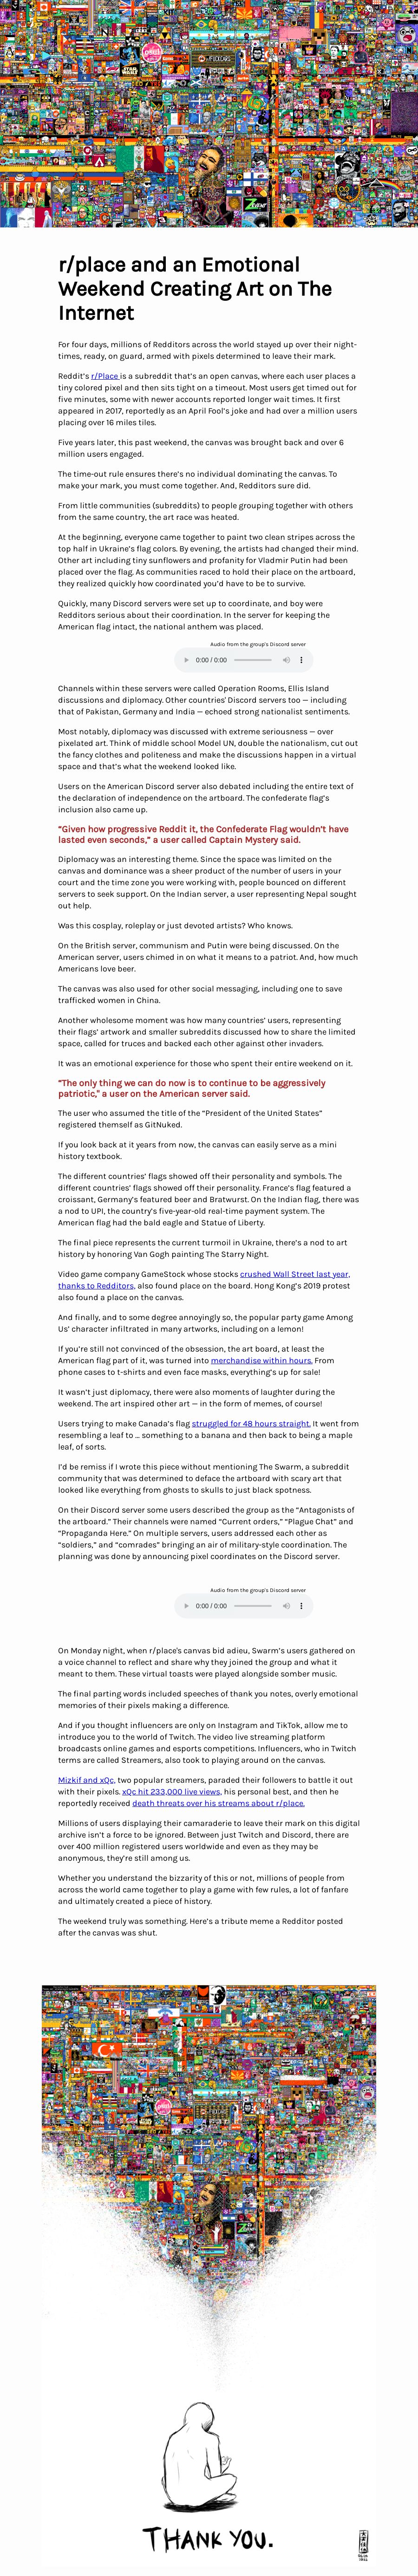 r/place and an Emotional
Weekend Creating Art on The
Internet
For four days, millions of Redditors across the world stayed up over their night-
times, ready, on guard, armed with pixels determined to leave their mark.
Reddit's r/Place is a subreddit that's an open canvas, where each user places a
tiny colored pixel and then sits tight on a timeout. Most users get timed out for
five minutes, some with newer accounts reported longer wait times. It first
appeared in 2017, reportedly as an April Fool's joke and had over a million users
placing over 16 miles tiles.
Five years later, this past weekend, the canvas was brought back and over 6
million users engaged.
The time-out rule ensures there's no individual dominating the canvas. To
make your mark, you must come together. And, Redditors sure did.
From little communities (subreddits) to people grouping together with others
from the same country, the art race was heated.
At the beginning, everyone came together to paint two clean stripes across the
top half in Ukraine's flag colors. By evening, the artists had changed their mind.
Other art including tiny sunflowers and profanity for Vladmir Putin had been
placed over the flag. As communities raced to hold their place on the artboard,
they realized quickly how coordinated you'd have to be to survive.
Quickly, many Discord servers were set up to coordinate, and boy were
Redditors serious about their coordination. In the server for keeping the
American flag intact, the national anthem was placed.
Audio from the group's Discord server
0:00 / 0:00
Channels within these servers were called Operation Rooms, Ellis Island
discussions and diplomacy. Other countries' Discord servers too — including
that of Pakistan, Germany and India — echoed strong nationalist sentiments.
Most notably, diplomacy was discussed with extreme seriousness — over
pixelated art. Think of middle school Model UN, double the nationalism, cut out
the fancy clothes and politeness and make the discussions happen in a virtual
space and that's what the weekend looked like.
Users on the American Discord server also debated including the entire text of
the declaration of independence on the artboard. The confederate flag's
inclusion also came up.
“Given how progressive Reddit it, the Confederate Flag wouldn’t have
lasted even seconds,“ a user called Captain Mystery said.
Diplomacy was an interesting theme. Since the space was limited on the
canvas and dominance was a sheer product of the number of users in your
court and the time zone you were working with, people bounced on different
servers to seek support. On the Indian server, a user representing Nepal sought
out help.
Was this cosplay, roleplay or just devoted artists? Who knows.
On the British server, communism and Putin were being discussed. On the
American server, users chimed in on what it means to a patriot. And, how much
Americans love beer.
The canvas was also used for other social messaging, including one to save
trafficked women in China.
Another wholesome moment was how many countries' users, representing
their flags' artwork and smaller subreddits discussed how to share the limited
space, called for truces and backed each other against other invaders.
It was an emotional experience for those who spent their entire weekend on it.
“The only thing we can do now is to continue to be aggressively
patriotic," a user on the American server said.
The user who assumed the title of the “President of the United States”
registered themself as GitNuked.
If you look back at it years from now, the canvas can easily serve as a mini
history textbook.
The different countries' flags showed off their personality and symbols. The
different countries' flags showed off their personality. France's flag featured a
croissant, Germany's featured beer and Bratwurst. On the Indian flag, there was
a nod to UPI, the country's five-year-old real-time payment system. The
American flag had the bald eagle and Statue of Liberty.
The final piece represents the current turmoil in Ukraine, there's a nod to art
history by honoring Van Gogh painting The Starry Night.
Video game company GameStock whose stocks crushed Wall Street last year,
thanks to Redditors, also found place on the board. Hong Kong's 2019 protest
also found a place on the canvas.
And finally, and to some degree annoyingly so, the popular party game Among
Us' character infiltrated in many artworks, including on a lemon!
If you're still not convinced of the obsession, the art board, at least the
American flag part of it, was turned into merchandise within hours. From
phone cases to t-shirts and even face masks, everything's up for sale!
It wasn't just diplomacy, there were also moments of laughter during the
weekend. The art inspired other art — in the form of memes, of course!
Users trying to make Canada's flag struggled for 48 hours straight. It went from
resembling a leaf to ... something to a banana and then back to being a maple
leaf, of sorts.
I'd be remiss if I wrote this piece without mentioning The Swarm, a subreddit
community that was determined to deface the artboard with scary art that
looked like everything from ghosts to skulls to just black spotness.
On their Discord server some users described the group as the “Antagonists of
the artboard.” Their channels were named “Current orders,” “Plague Chat” and
“Propaganda Here.” On multiple servers, users addressed each other as
“soldiers,” and “comrades” bringing an air of military-style coordination. The
planning was done by announcing pixel coordinates on the Discord server.
Audio from the group's Discord server
0:00 / 0:00
On Monday night, when r/place's canvas bid adieu, Swarm's users gathered on
a voice channel to reflect and share why they joined the group and what it
meant to them. These virtual toasts were played alongside somber music.
The final parting words included speeches of thank you notes, overly emotional
memories of their pixels making a difference.
And if you thought influencers are only on Instagram and TikTok, allow me to
introduce you to the world of Twitch. The video live streaming platform
broadcasts online games and esports competitions. Influencers, who in Twitch
terms are called Streamers, also took to playing around on the canvas.
Mizkif and xQc, two popular streamers, paraded their followers to battle it out
with their pixels. xQc hit 233,000 live views, his personal best, and then he
reportedly received death threats over his streams about r/place.
Millions of users displaying their camaraderie to leave their mark on this digital
archive isn't a force to be ignored. Between just Twitch and Discord, there are
over 400 million registered users worldwide and even as they may be
anonymous, they're still among us.
Whether you understand the bizzarity of this or not, millions of people from
across the world came together to play a game with few rules, a lot of fanfare
and ultimately created a piece of history.
The weekend truly was something. Here's a tribute meme a Redditor posted
after the canvas was shut.
THANK YOU.